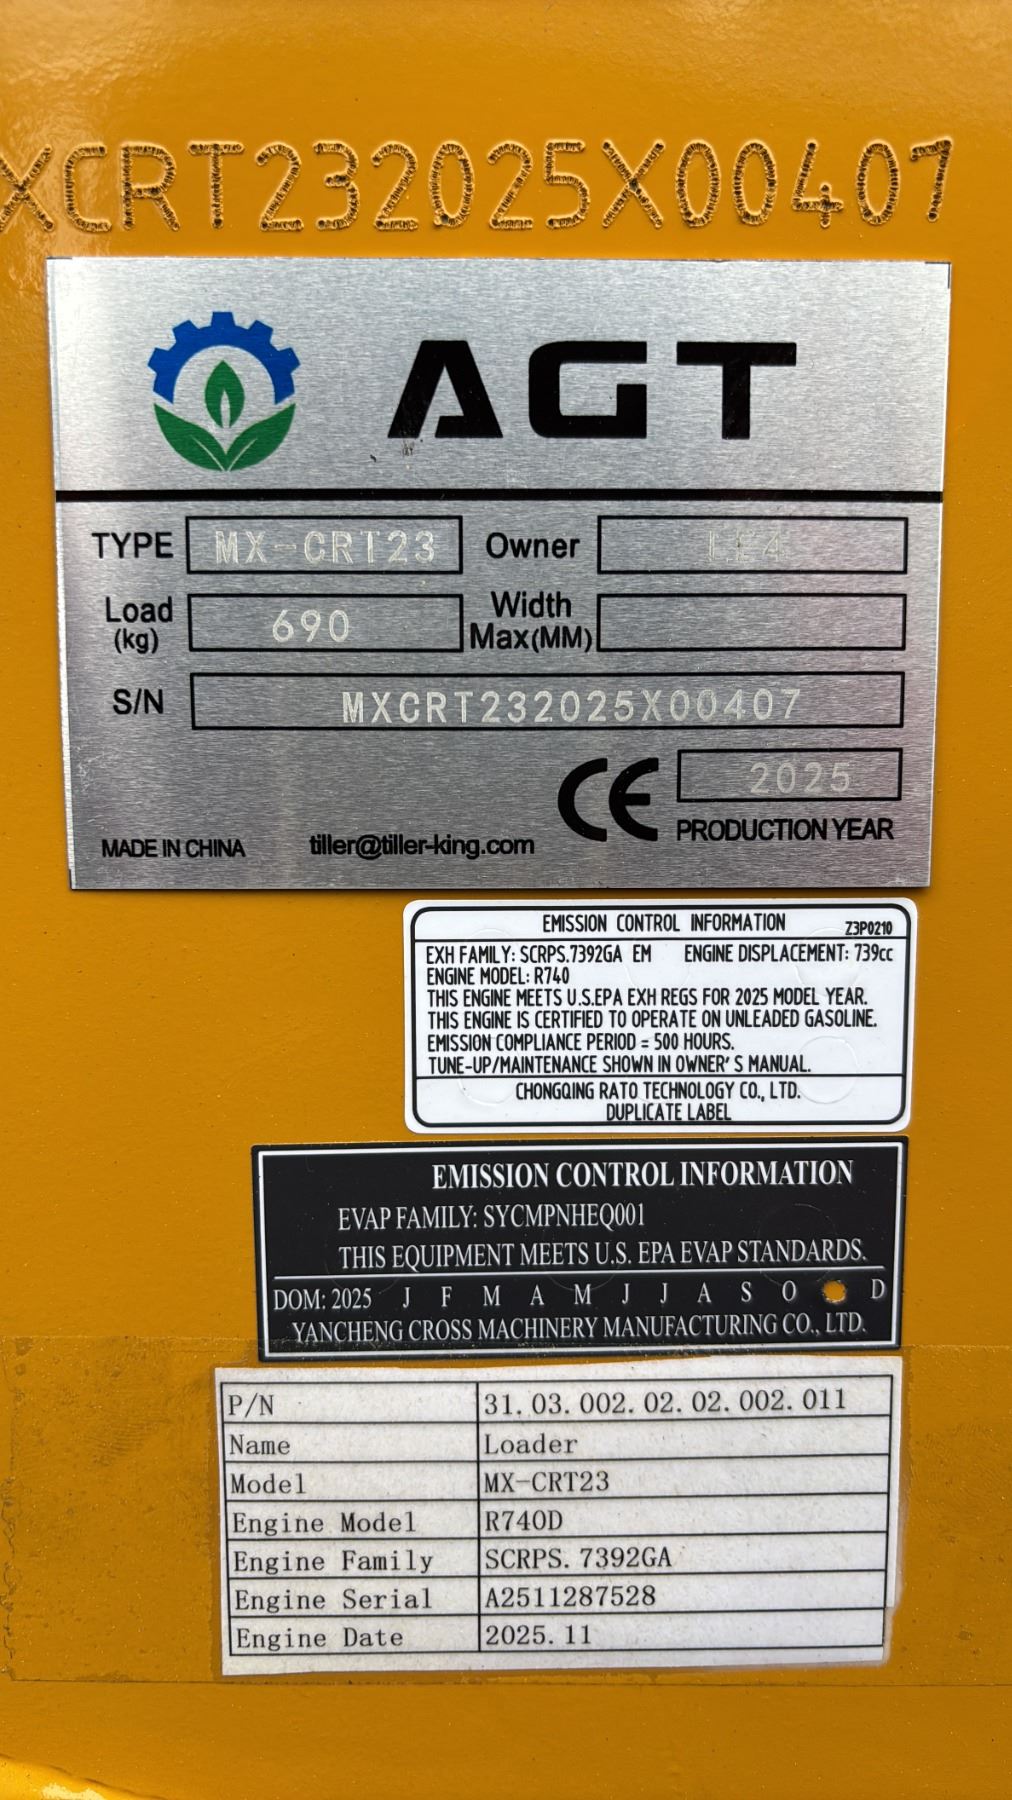 XCRT232025X00407
AGT
TYPE MX-CRT23 Owner
Load (kg) 690 Width Max(MM)
S/N MXCRT232025X00407
CE 2025
PRODUCTION YEAR
MADE IN CHINA tiller@tiller-king.com
EMISSION CONTROL INFORMATION Z3P0210
EXH FAMILY: SCRPS.7392GA EM ENGINE DISPLACEMENT: 739cc
ENGINE MODEL: R740
THIS ENGINE MEETS U.S.EPA EXH REGS FOR 2025 MODEL YEAR.
THIS ENGINE IS CERTIFIED TO OPERATE ON UNLEADED GASOLINE.
EMISSION COMPLIANCE PERIOD = 500 HOURS.
TUNE-UP/MAINTENANCE SHOWN IN OWNER' S MANUAL.
CHONGQING RATO TECHNOLOGY CO., LTD.
DUPLICATE LABEL
EMISSION CONTROL INFORMATION
EVAP FAMILY: SYCMPNHEQ001
THIS EQUIPMENT MEETS U.S. EPA EVAP STANDARDS.
DOM: 2025 J F M A M J J A S O D
YANCHENG CROSS MACHINERY MANUFACTURING CO., LTD.
P/N 31.03.002.02.02.002.011
Name Loader
Model MX-CRT23
Engine Model R740D
Engine Family SCRPS.7392GA
Engine Serial A2511287528
Engine Date 2025.11